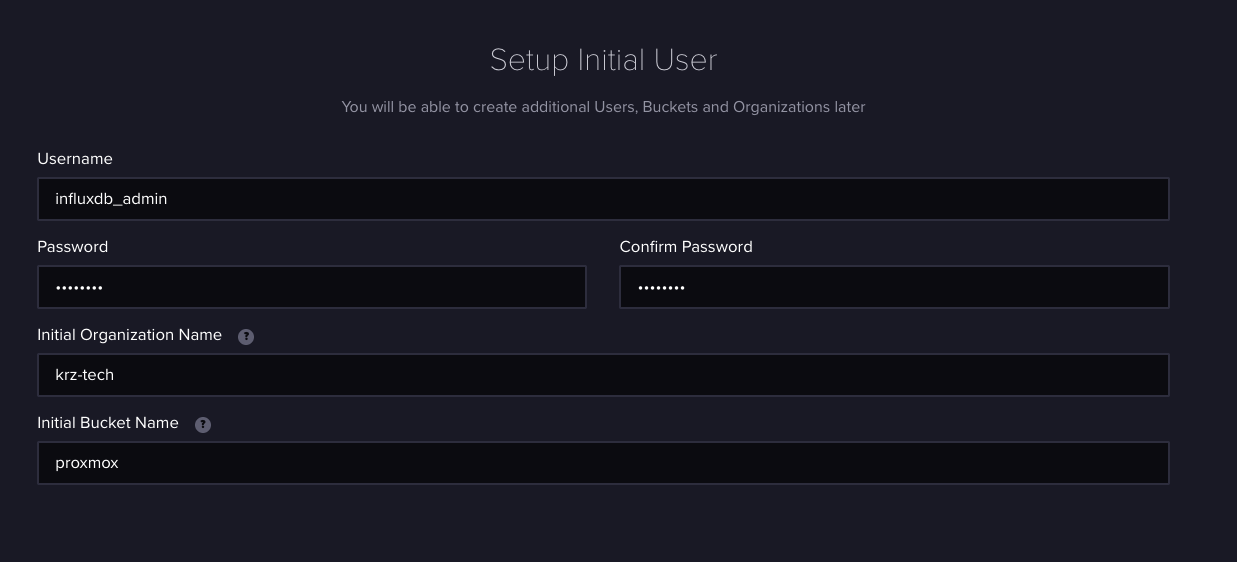 Setup Initial User
You will be able to create additional Users, Buckets and Organizations later
Username
influxdb_admin
Password
Confirm Password
••••••••
••••••••
Initial Organization Name ?
krz-tech
Initial Bucket Name ?
proxmox